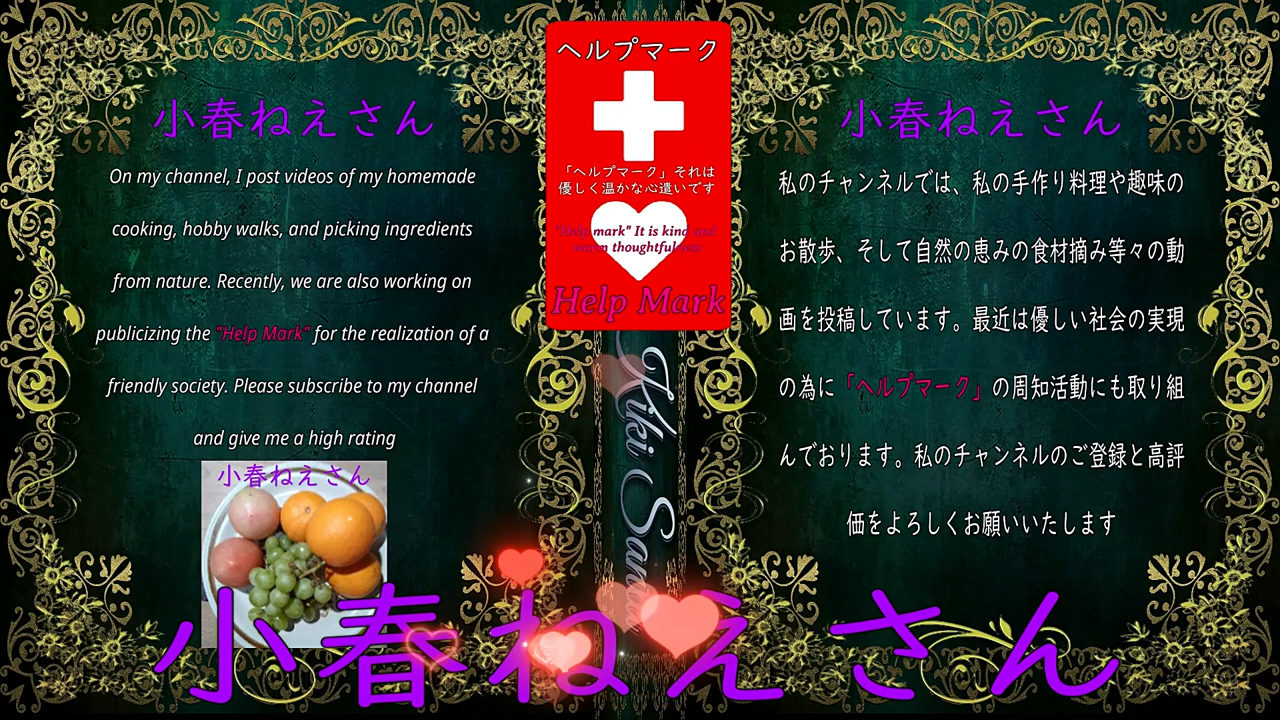 小春ねえさん
On my channel, I post videos of my homemade
cooking, hobby walks, and picking ingredients
from nature. Recently, we are also working on
publicizing the "Help Mark" for the realization of a
friendly society. Please subscribe to my channel
and give me a high rating
小春ねえさん
ヘルプマーク
「ヘルプマーク」それは
優しく温かな心遣いです
"Help mark" It is kind and
warm thoughtfulness
Help Mark
小春ねえさん
私のチャンネルでは、私の手作り料理や趣味の
お散歩、そして自然の恵みの食材摘み等々の動
画を投稿しています。最近は優しい社会の実現
の為に「ヘルプマーク」の周知活動にも取り組
んでおります。私のチャンネルのご登録と高評
価をよろしくお願いいたします
小春ねえさん